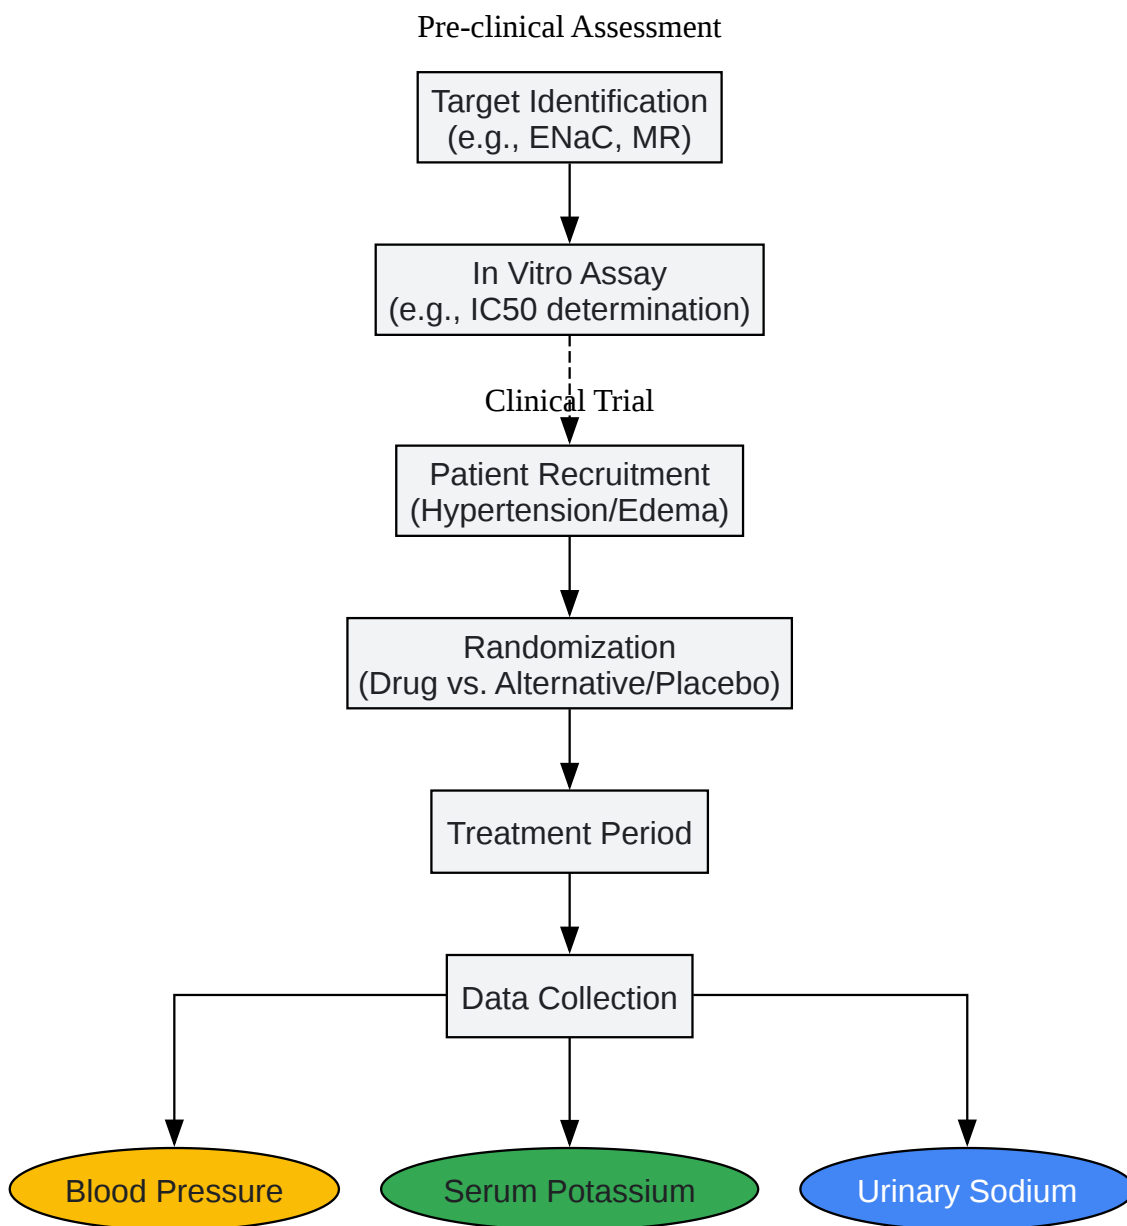 Pre-clinical Assessment
Target Identification
(e.g., ENaC, MR)
In Vitro Assay
(e.g., IC50 determination)
Clinical Trial
Patient Recruitment
(Hypertension/Edema)
Randomization
(Drug vs. Alternative/Placebo)
Treatment Period
Data Collection
Blood Pressure
Serum Potassium
Urinary Sodium